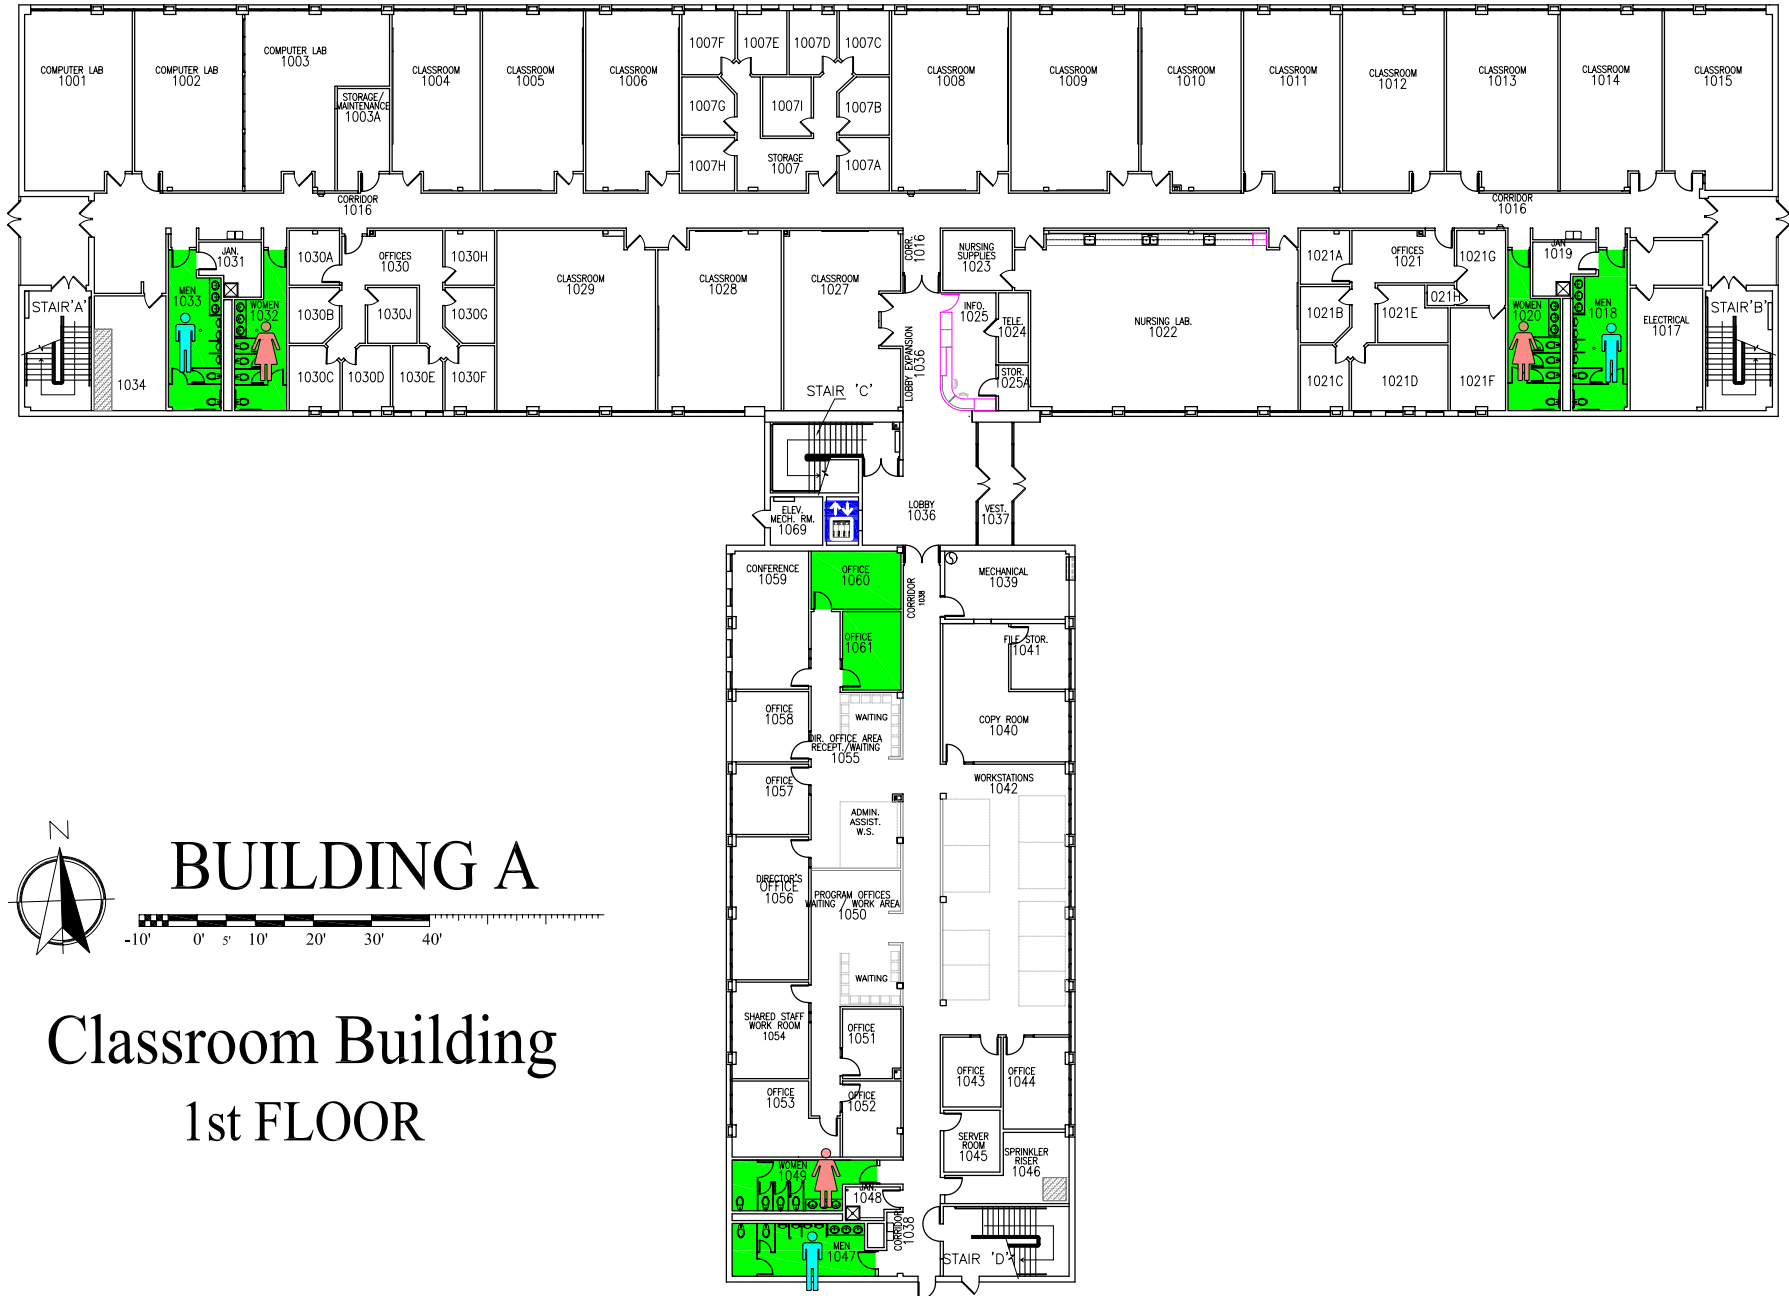 COMPUTER LAB
1001
COMPUTER LAB
1002
COMPUTER LAB
1003
STORAGE/
MAINTENANCE
1003A
CLASSROOM
1004
CLASSROOM
1005
CLASSROOM
1006
1007F
1007E
1007D
1007C
1007G
1007I
1007B
1007H
STORAGE
1007
1007A
CLASSROOM
1008
CLASSROOM
1009
CLASSROOM
1010
CLASSROOM
1011
CLASSROOM
1012
CLASSROOM
1013
CLASSROOM
1014
CLASSROOM
1015
CORRIDOR
1016
CORRIDOR
1016
STAIR'A'
1034
MEN
1033
JAN.
1031
WOMEN
1032
1030A
OFFICES
1030
1030H
1030B
1030J
1030G
1030C
1030D
1030E
1030F
CLASSROOM
1029
CLASSROOM
1028
CLASSROOM
1027
CORR.
1016
NURSING
SUPPLIES
1023
INFO.
1025
TELE.
1024
STOR.
1025A
LOBBY EXPANSION
1036
NURSING LAB.
1022
1021A
OFFICES
1021
1021G
1021B
1021E
021H
1021C
1021D
1021F
JAN
1019
WOMEN
1020
MEN
1018
ELECTRICAL
1017
STAIR'B'
STAIR 'C'
ELEV.
MECH. RM.
1069
LOBBY
1036
VEST.
1037
CONFERENCE
1059
OFFICE
1060
CORRIDOR
1038
MECHANICAL
1039
OFFICE
1061
FILE STOR.
1041
OFFICE
1058
WAITING
DIR. OFFICE AREA
RECEPT./WAITING
1055
COPY ROOM
1040
OFFICE
1057
ADMIN.
ASSIST.
W.S.
WORKSTATIONS
1042
DIRECTOR'S
OFFICE
1056
PROGRAM OFFICES
WAITING / WORK AREA
1050
WAITING
SHARED STAFF
WORK ROOM
1054
OFFICE
1051
OFFICE
1043
OFFICE
1044
OFFICE
1053
OFFICE
1052
SERVER
ROOM
1045
SPRINKLER
RISER
1046
WOMEN
1049
JAN.
1048
CORRIDOR
1038
MEN
1047
STAIR 'D'
N
BUILDING A
-10' 0' 5' 10' 20' 30' 40'
Classroom Building
1st FLOOR